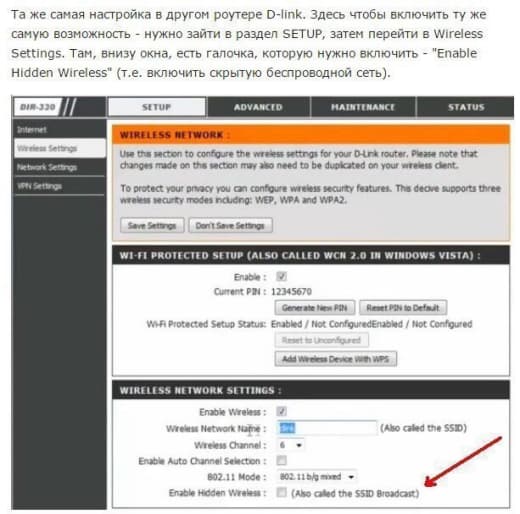 Та же самая настройка в другом роутере D-link. Здесь чтобы включить ту же
самую возможность - нужно зайти в раздел SETUP, затем перейти в Wireless
Settings. Там, внизу окна, есть галочка, которую нужно включить - "Enable
Hidden Wireless" (т.е. включить скрытую беспроводной сеть).
DIR-330 // SETUP ADVANCED MAINTENANCE STATUS
Internet
Wireless Settings
Network Settings
VPN Settings
WIRELESS NETWORK :
Use this section to configure the wireless settings for your D-Link router. Please note that
changes made on this section may also need to be duplicated on your wireless client.
To protect your privacy you can configure wireless security features. This decive supports three
wireless security modes including: WEP, WPA and WPA2.
Save Settings Don't Save Settings
WI-FI PROTECTED SETUP (ALSO CALLED WCN 2.0 IN WINDOWS VISTA) :
Enable :
Current PIN : 12345670
Generate New PIN Reset PIN to Default
Wi-Fi Protected Setup Status: Enabled / Not ConfiguredEnabled / Not Configured
Reset to Unconfigured
Add Wireless Device With WPS
WIRELESS NETWORK SETTINGS :
Enable Wireless :
Wireless Network Name : dlink (Also called the SSID)
Wireless Channel : 6
Enable Auto Channel Selection :
802.11 Mode : 802.11b/g mixed
Enable Hidden Wireless : (Also called the SSID Broadcast)